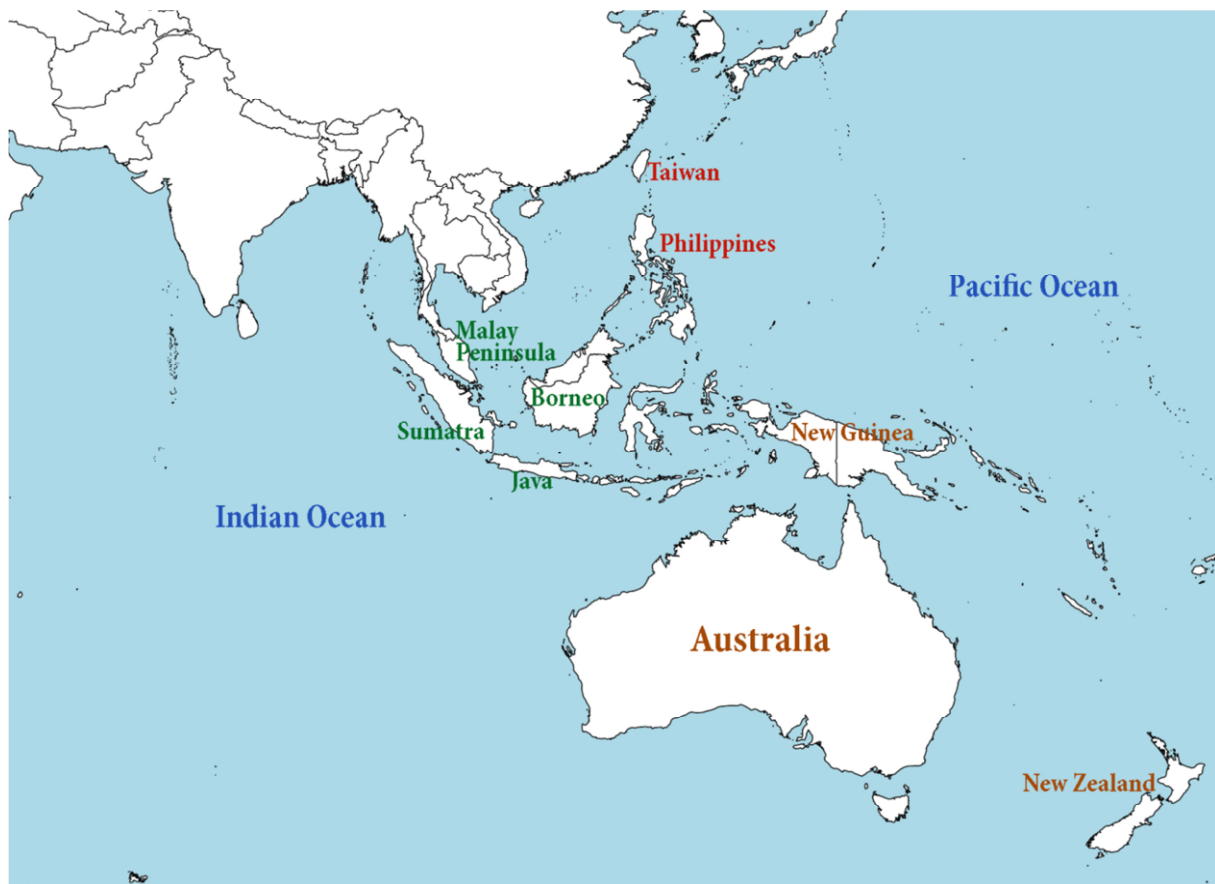 Taiwan
Philippines
Pacific Ocean
Malay
Peninsula
Borneo
Sumatra
New Guinea
Java
Indian Ocean
Australia
New Zealand